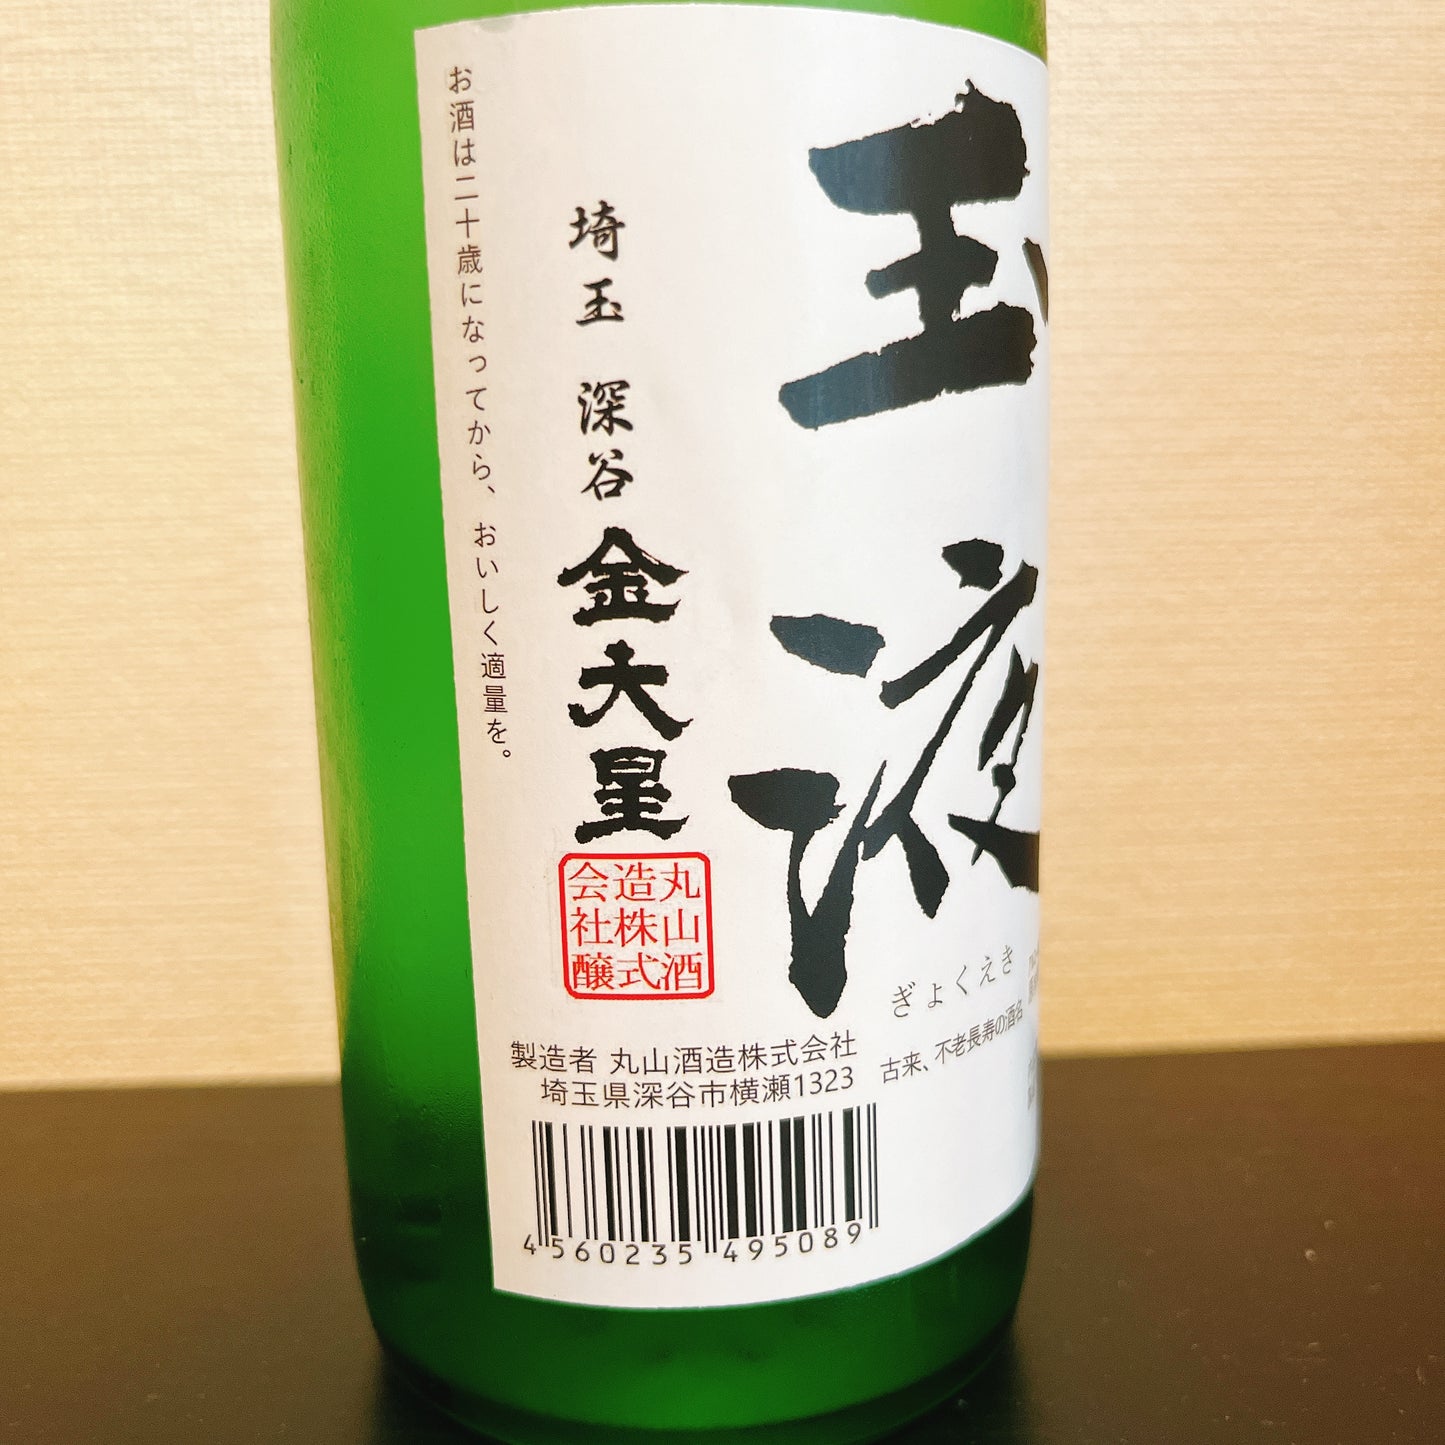 玉液
ぎょくえき
古来、不老長寿の酒名
埼玉 深谷
金大星
丸山酒
造株式
会社醸
お酒は二十歳になってから、おいしく適量を。
製造者 丸山酒造株式会社
埼玉県深谷市横瀬1323
4560235495089